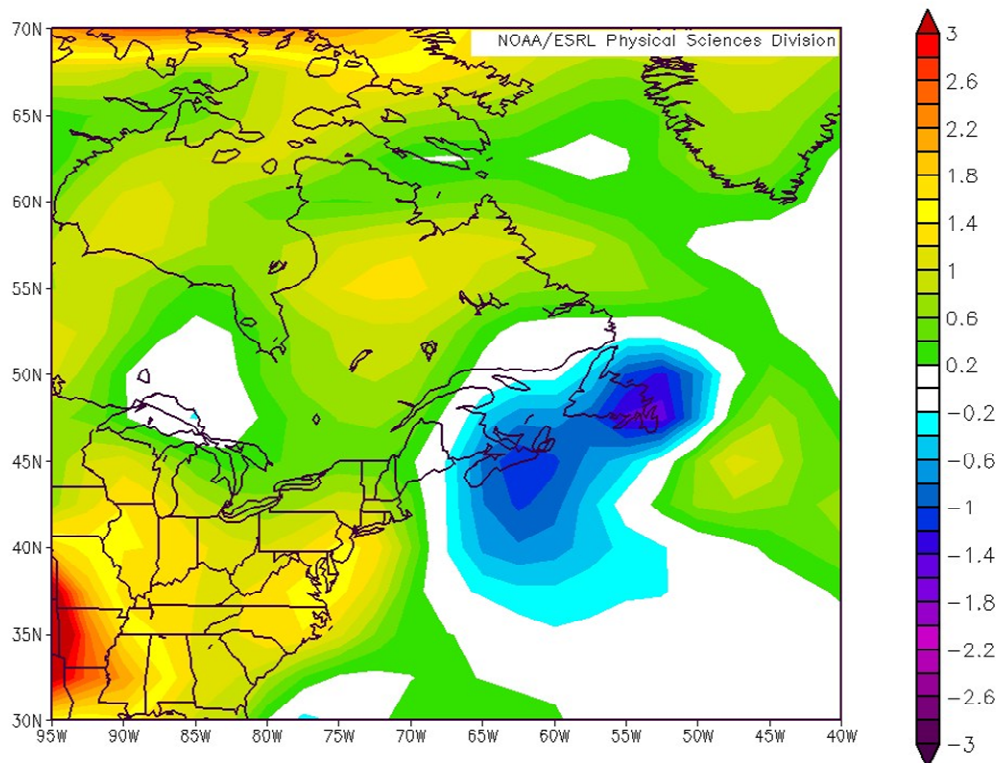 NOAA/ESRL Physical Sciences Division
70N
65N
60N
55N
50N
45N
40N
35N
30N
95W 90W 85W 80W 75W 70W 65W 60W 55W 50W 45W 40W
3
2.6
2.2
1.8
1.4
1
0.6
0.2
-0.2
-0.6
-1
-1.4
-1.8
-2.2
-2.6
-3